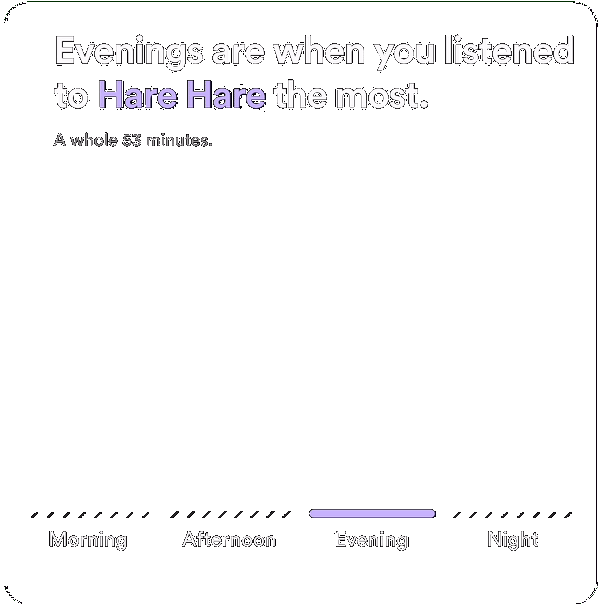 Evenings are when you listened
to Hare Hare the most.
A whole 53 minutes.
Morning Afternoon Evening Night